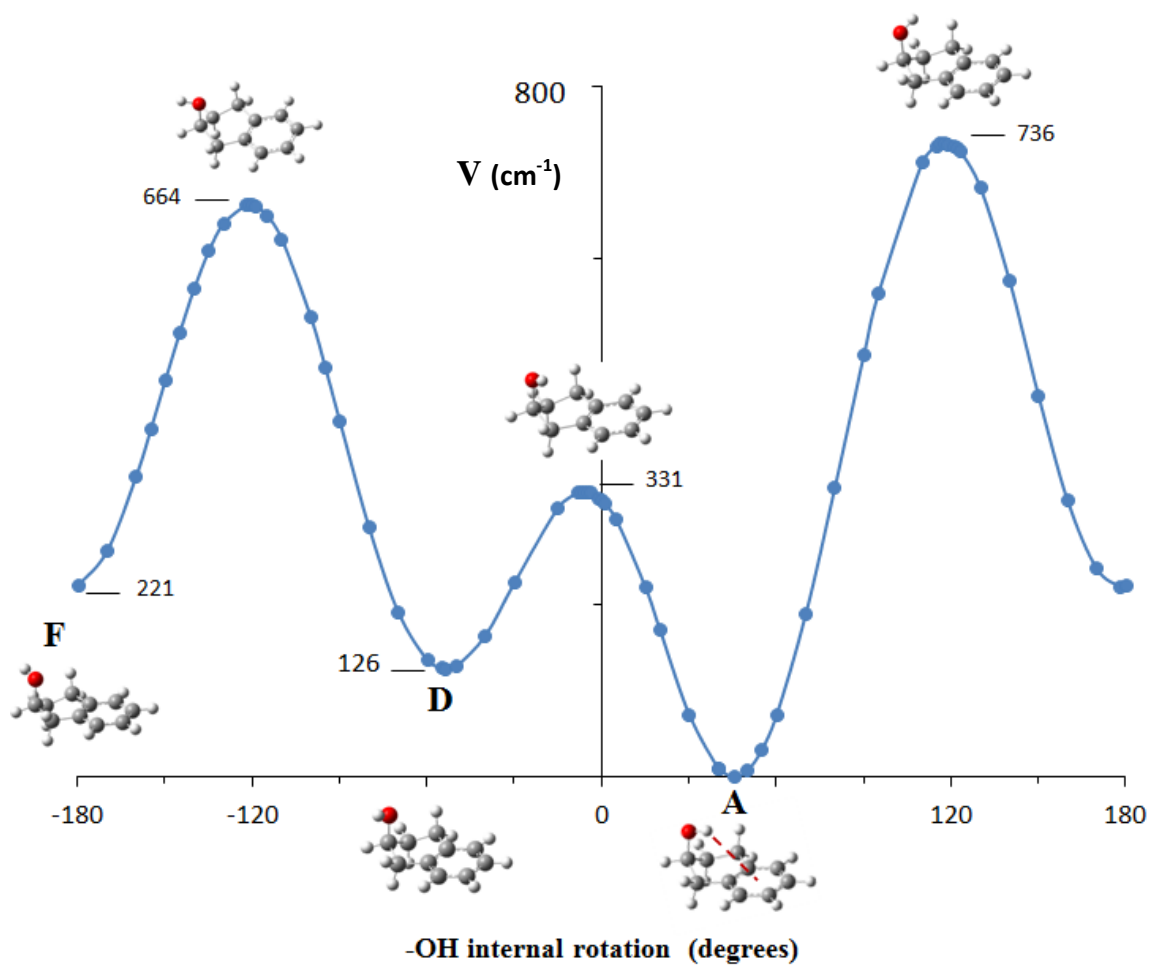 800
736
V (cm-1)
664
331
221
F
126
D
A
-180
-120
0
120
180
-OH internal rotation (degrees)